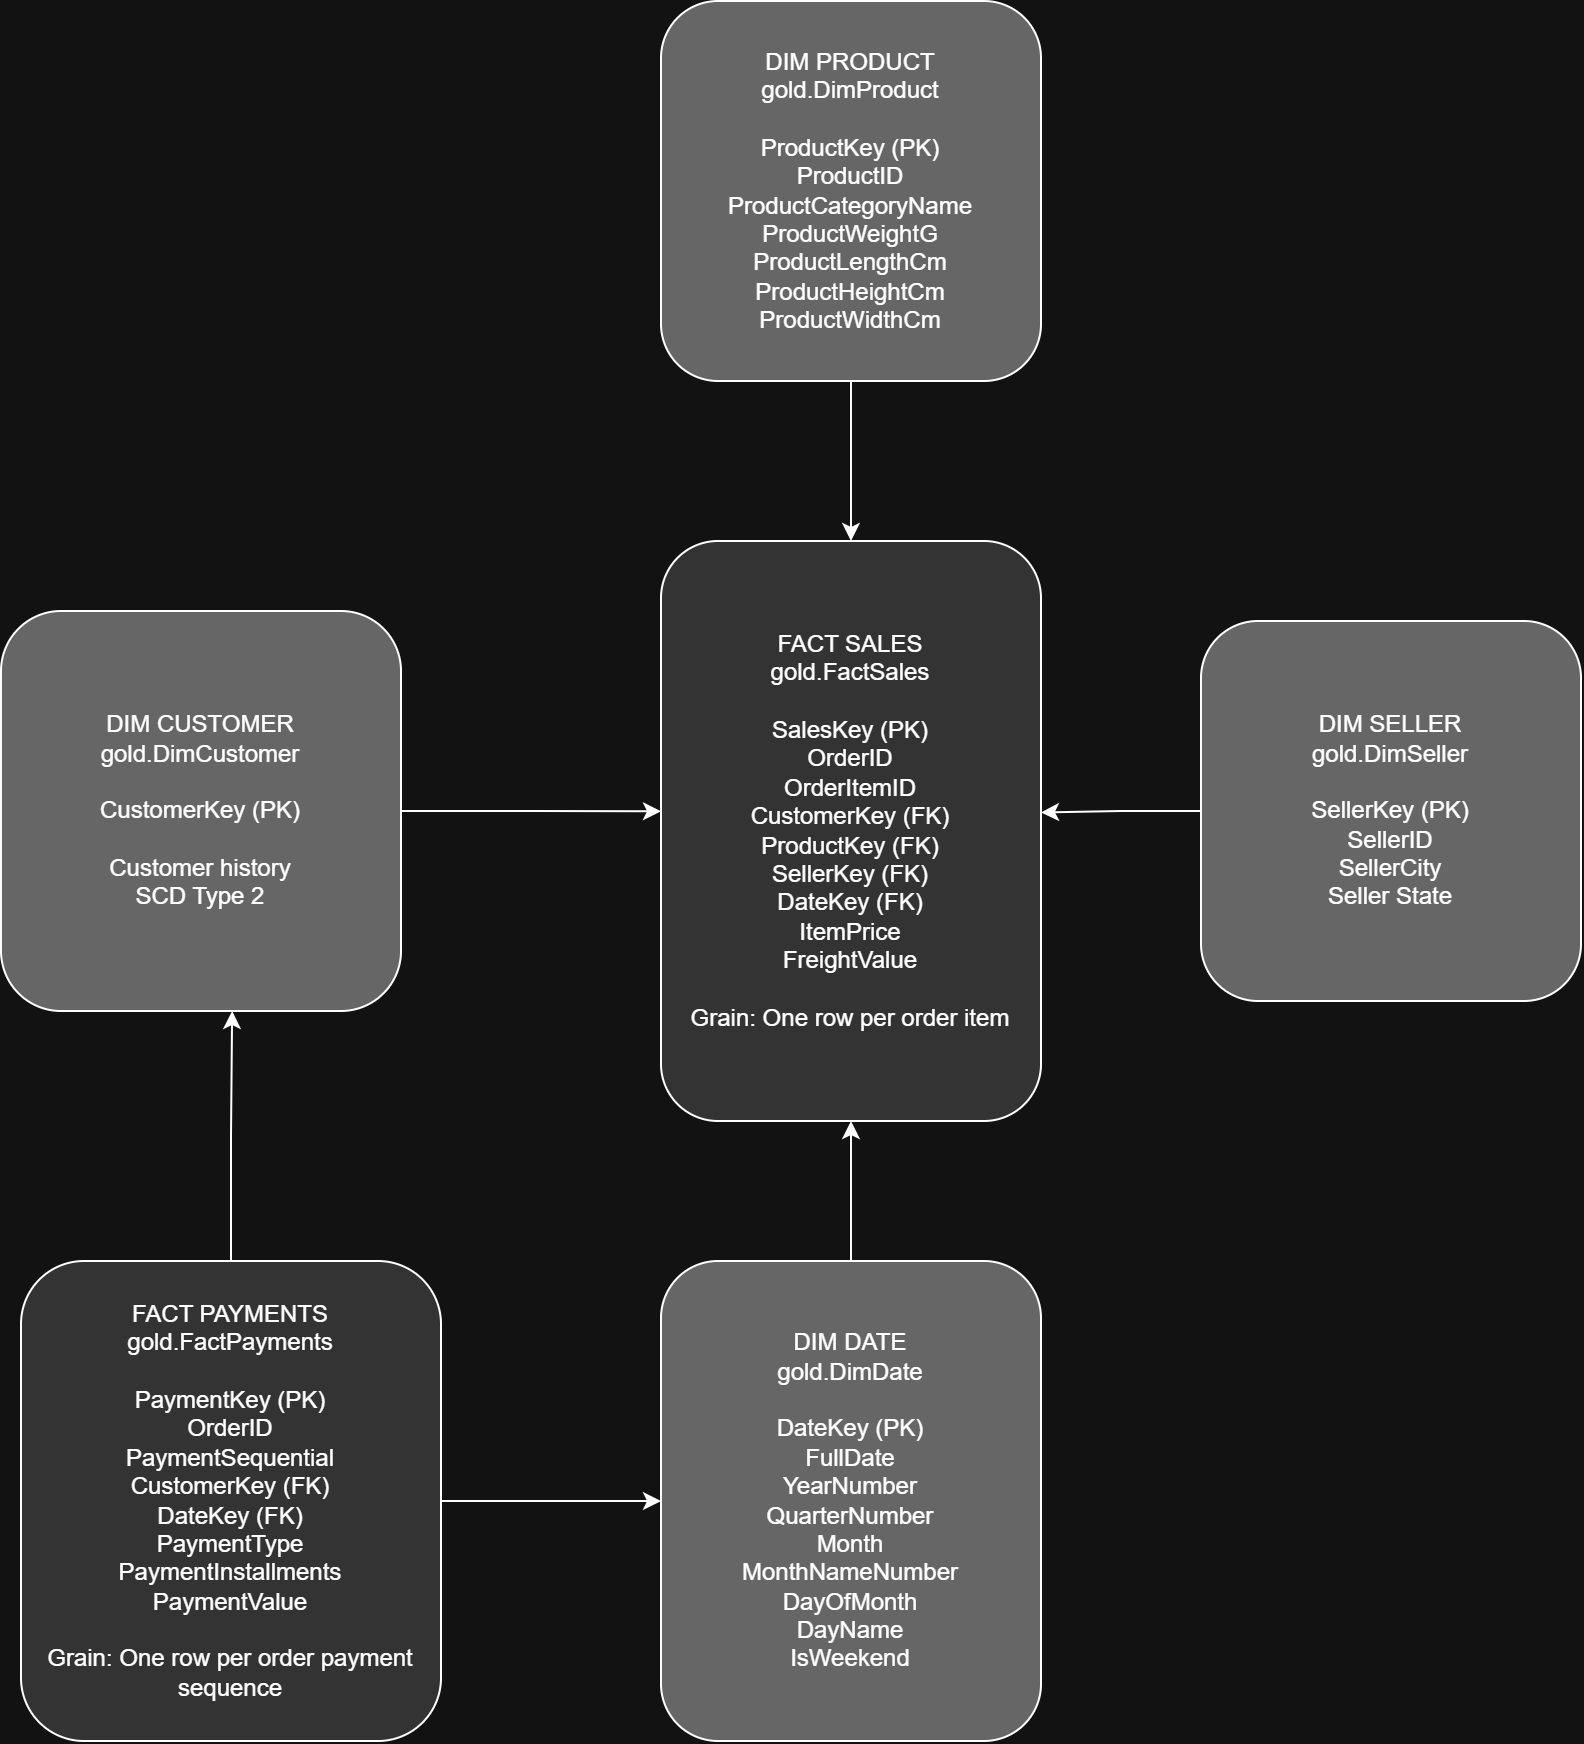 DIM PRODUCT
gold.DimProduct
ProductKey (PK)
ProductID
ProductCategoryName
ProductWeightG
ProductLengthCm
ProductHeightCm
ProductWidthCm
DIM CUSTOMER
gold.DimCustomer
CustomerKey (PK)
Customer history
SCD Type 2
FACT SALES
gold.FactSales
SalesKey (PK)
OrderID
OrderItemID
CustomerKey (FK)
ProductKey (FK)
SellerKey (FK)
DateKey (FK)
ItemPrice
FreightValue
Grain: One row per order item
DIM SELLER
gold.DimSeller
SellerKey (PK)
SellerID
SellerCity
Seller State
FACT PAYMENTS
gold.FactPayments
PaymentKey (PK)
OrderID
PaymentSequential
CustomerKey (FK)
DateKey (FK)
PaymentType
PaymentInstallments
PaymentValue
Grain: One row per order payment
sequence
DIM DATE
gold.DimDate
DateKey (PK)
FullDate
YearNumber
QuarterNumber
Month
MonthNameNumber
DayOfMonth
DayName
IsWeekend